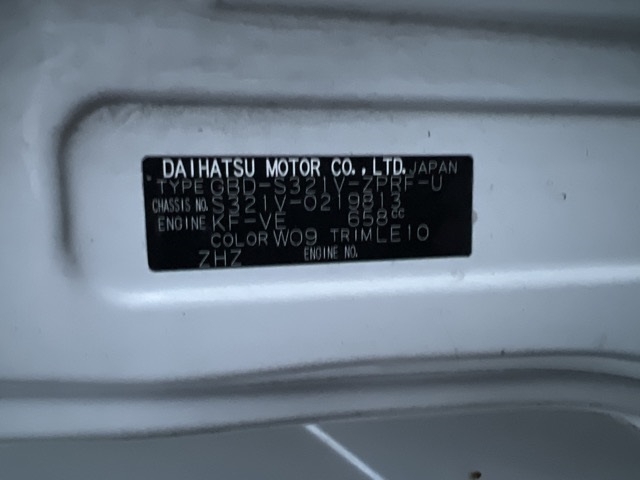 DAIHATSU MOTOR CO., LTD. JAPAN
TYPE GBD-S321V-ZPRF-U
CHASSIS NO. S321V-0219813
ENGINE KF-VE 658cc
COLOR W09 TRIM LE10
ZHZ ENGINE NO.